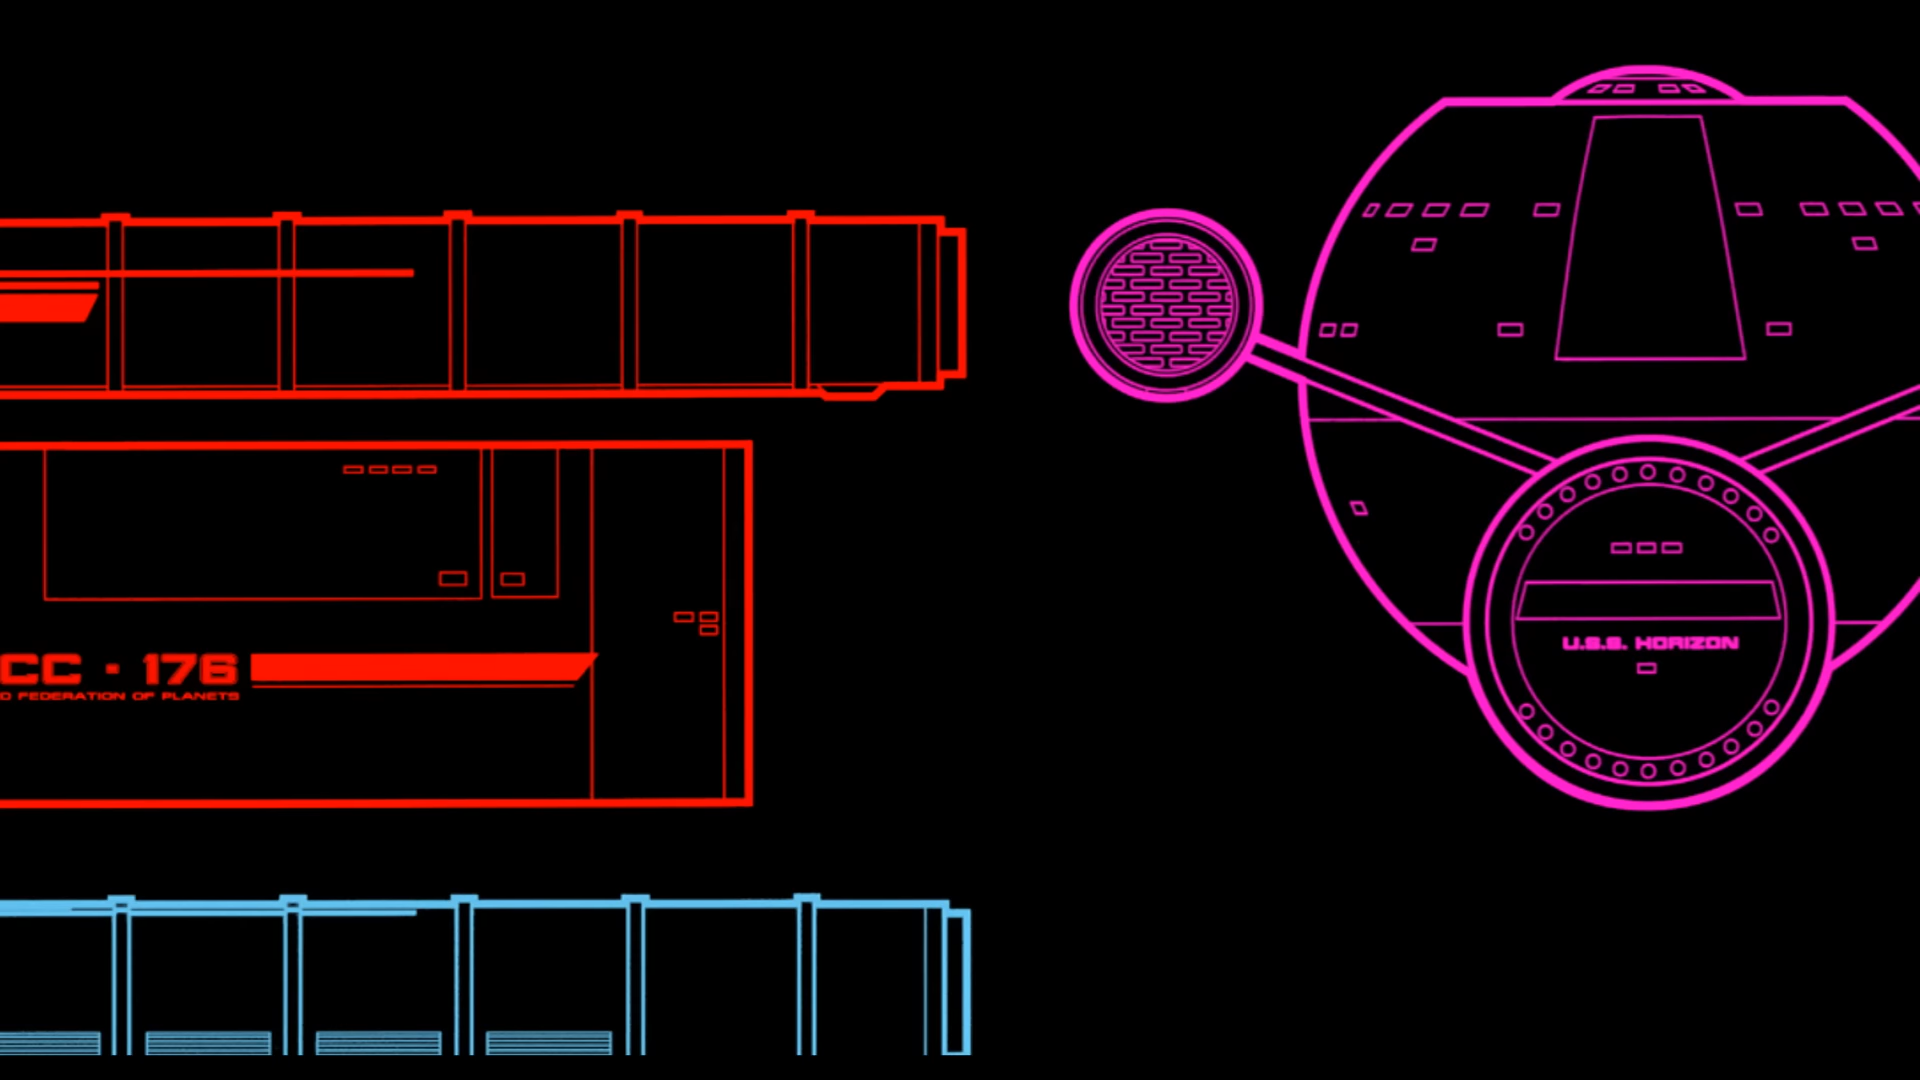 CC · 176
D FEDERATION OF PLANETS
U.S.S. HORIZON